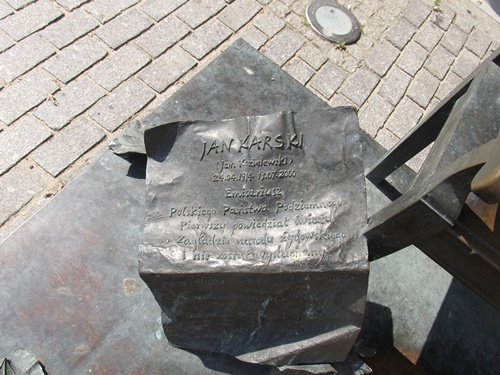 JAN KARSKI
(Jan Kozielewski)
24.04.1914 13.07.2000
Emisariusz
Polskiego Państwa Podziemnego
Pierwszy powiedział światu
o Zagładzie narodu żydowskiego
i nie został wysłuchany